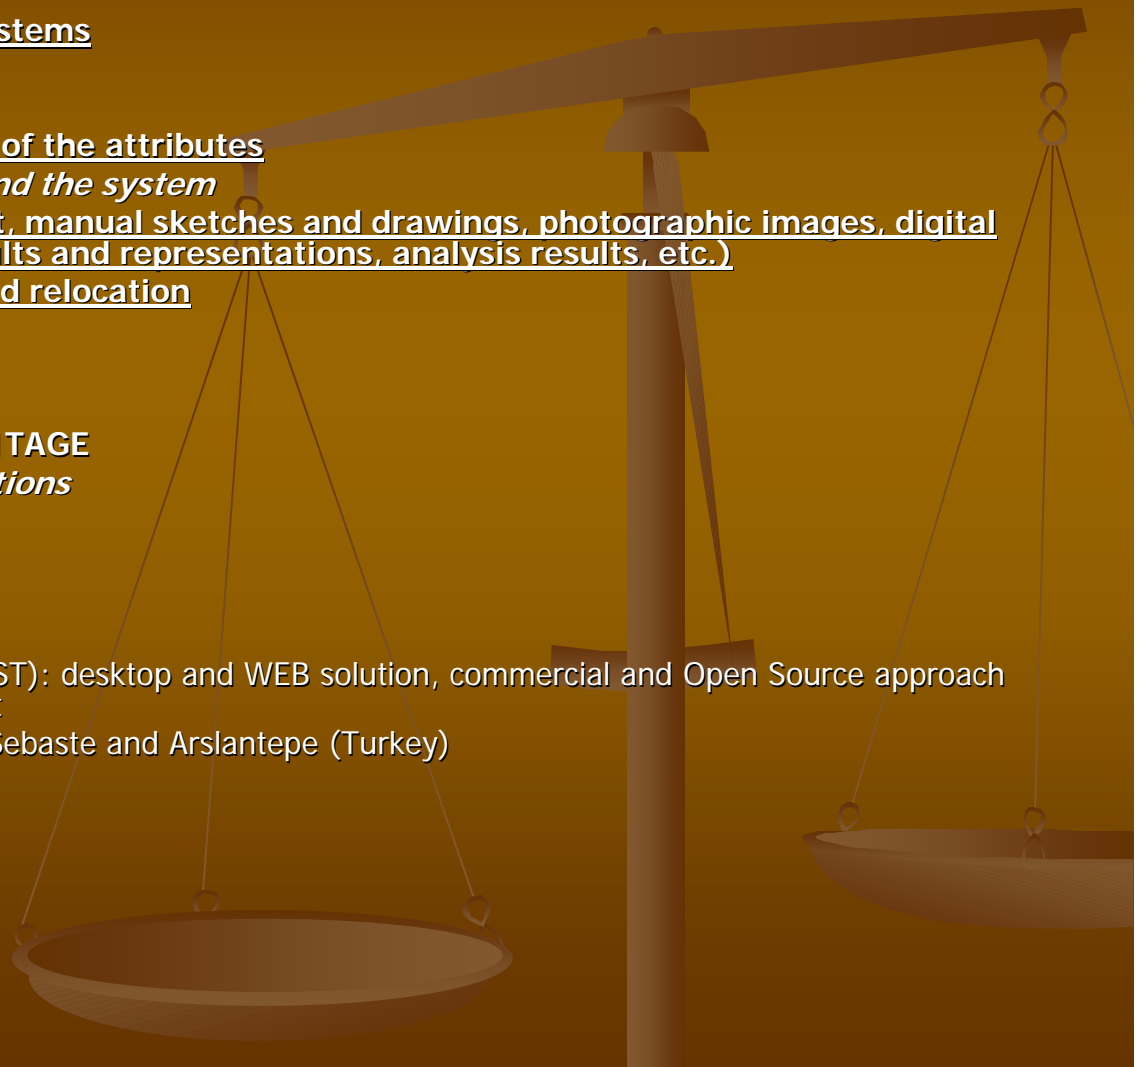 stems
of the attributes
nd the system
t, manual sketches and drawings, photographic images, digital
lts and representations, analysis results, etc.)
d relocation
TAGE
tions
ST): desktop and WEB solution, commercial and Open Source approach
Sebaste and Arslantepe (Turkey)